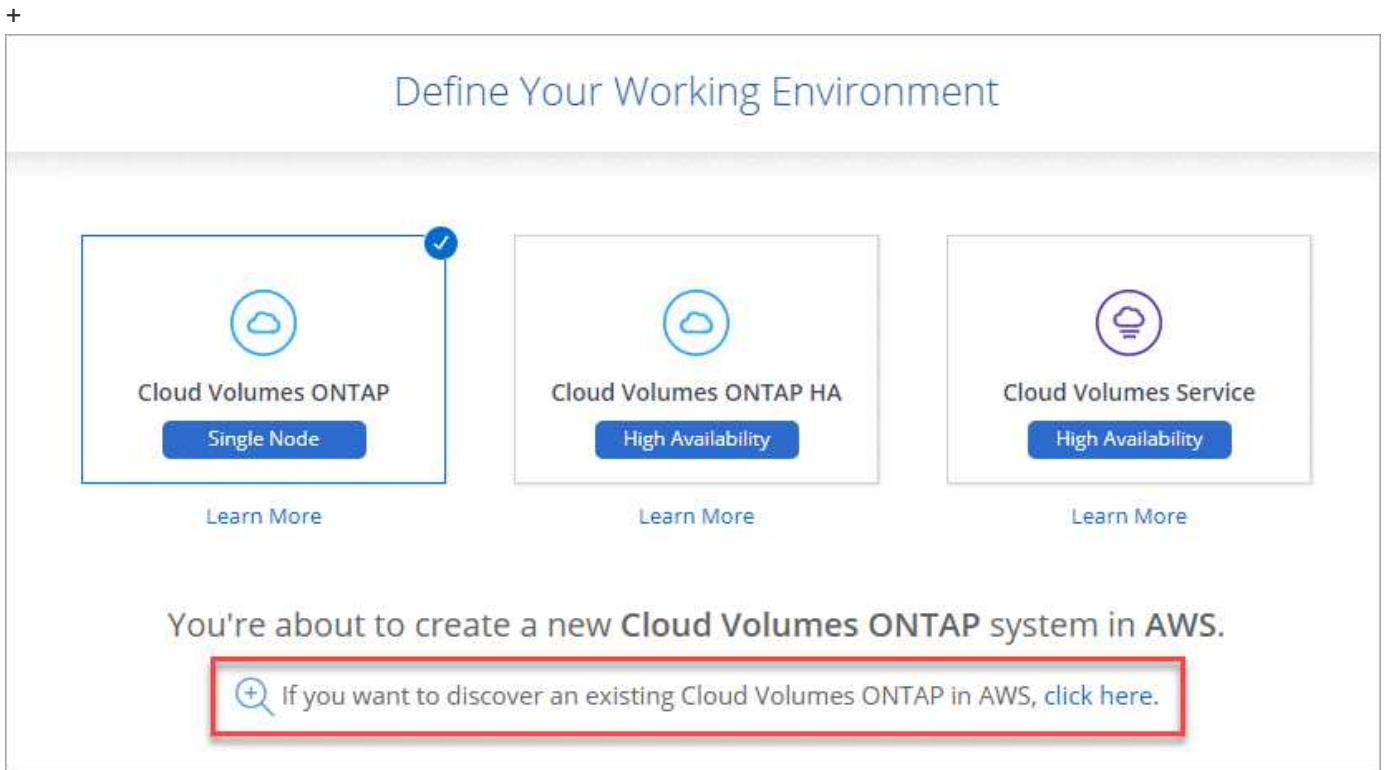 +
Define Your Working Environment
Cloud Volumes ONTAP
Single Node
Learn More
Cloud Volumes ONTAP HA
High Availability
Learn More
Cloud Volumes Service
High Availability
Learn More
You're about to create a new Cloud Volumes ONTAP system in AWS.
If you want to discover an existing Cloud Volumes ONTAP in AWS, click here.